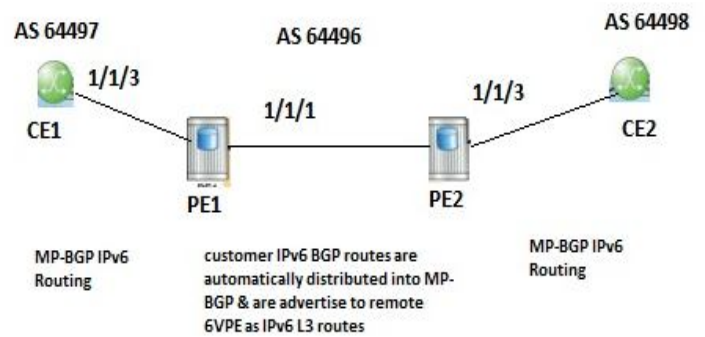 AS 64497
AS 64496
AS 64498
1/1/3
1/1/1
1/1/3
CE1
CE2
PE1
PE2
MP-BGP IPv6
Routing
customer IPv6 BGP routes are
automatically distributed into MP-
BGP & are advertise to remote
6VPE as IPv6 L3 routes
MP-BGP IPv6
Routing